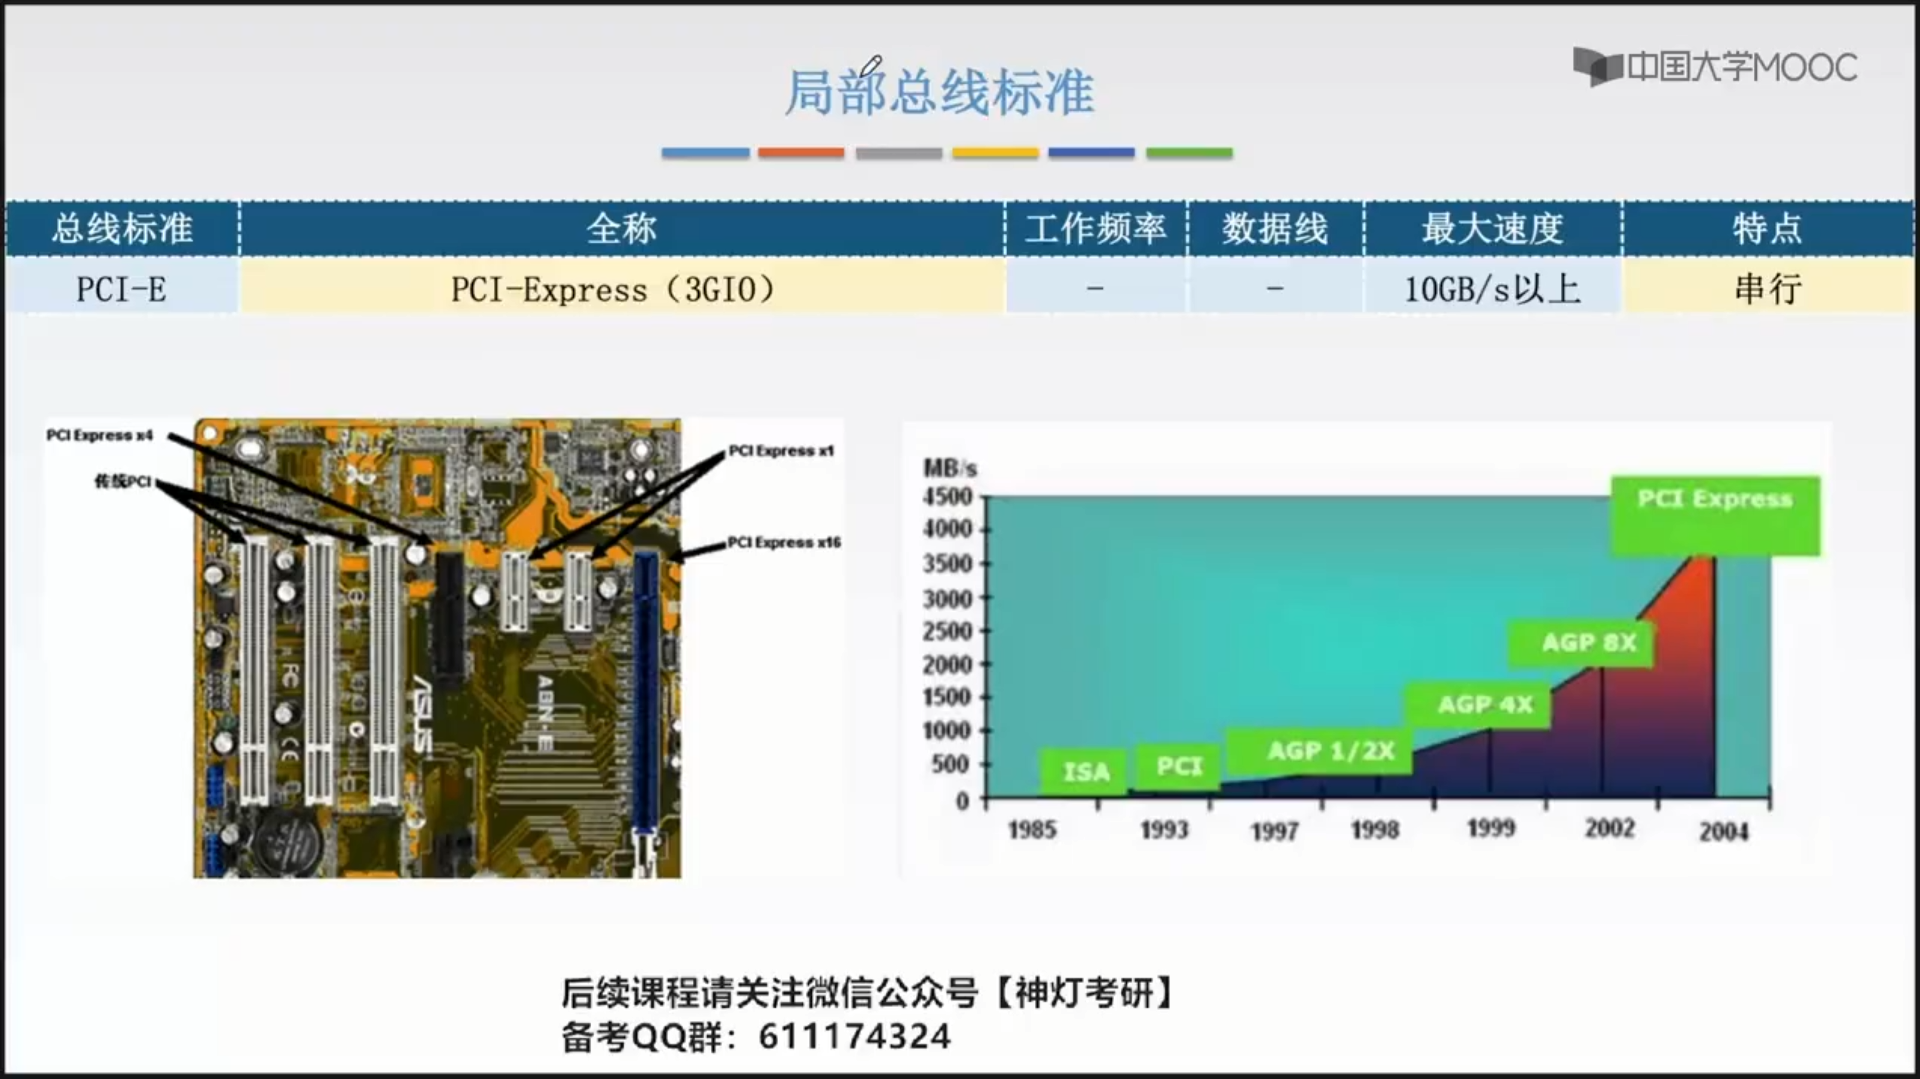 局部总线标准
中国大学MOOC
总线标准 全称 工作频率 数据线 最大速度 特点
PCI-E PCI-Express（3GIO） - - 10GB/s以上 串行
PCI Express x4
传统PCI
PCI Express x1
PCI Express x16
ASUS
A8N-E
MB/s
4500
4000
3500
3000
2500
2000
1500
1000
500
0
PCI Express
AGP 8X
AGP 4X
AGP 1/2X
PCI
ISA
1985 1993 1997 1998 1999 2002 2004
后续课程请关注微信公众号【神灯考研】
备考QQ群：611174324